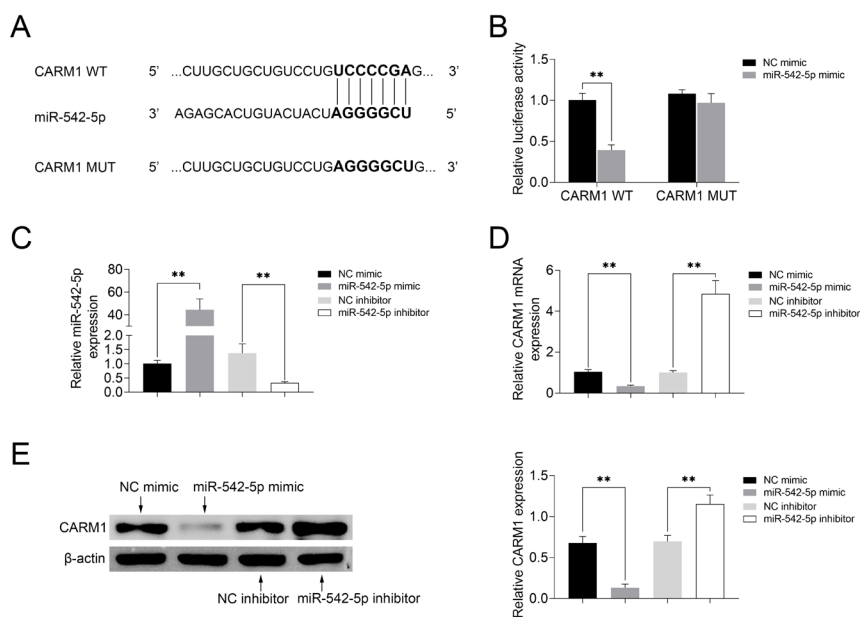 A
CARM1 WT 5’ ...CUUGCUGCUGUCCUGUCCCCGAG... 3’
miR-542-5p 3’ AGAGCACUGUACUACUAGGGGCU 5’
CARM1 MUT 5’ ...CUUGCUGCUGUCCUGAGGGGCUG... 3’
B
Relative luciferase activity
1.5
1.0
0.5
0.0
**
CARM1 WT
CARM1 MUT
NC mimic
miR-542-5p mimic
C
Relative miR-542-5p
expression
80
60
40
20
2.0
1.5
1.0
0.5
0.0
**
**
NC mimic
miR-542-5p mimic
NC inhibitor
miR-542-5p inhibitor
D
Relative CARM1 mRNA
expression
6
4
2
0
**
**
NC mimic
miR-542-5p mimic
NC inhibitor
miR-542-5p inhibitor
E
NC mimic
miR-542-5p mimic
CARM1
β-actin
NC inhibitor
miR-542-5p inhibitor
Relative CARM1 expression
1.5
1.0
0.5
0.0
**
**
NC mimic
miR-542-5p mimic
NC inhibitor
miR-542-5p inhibitor